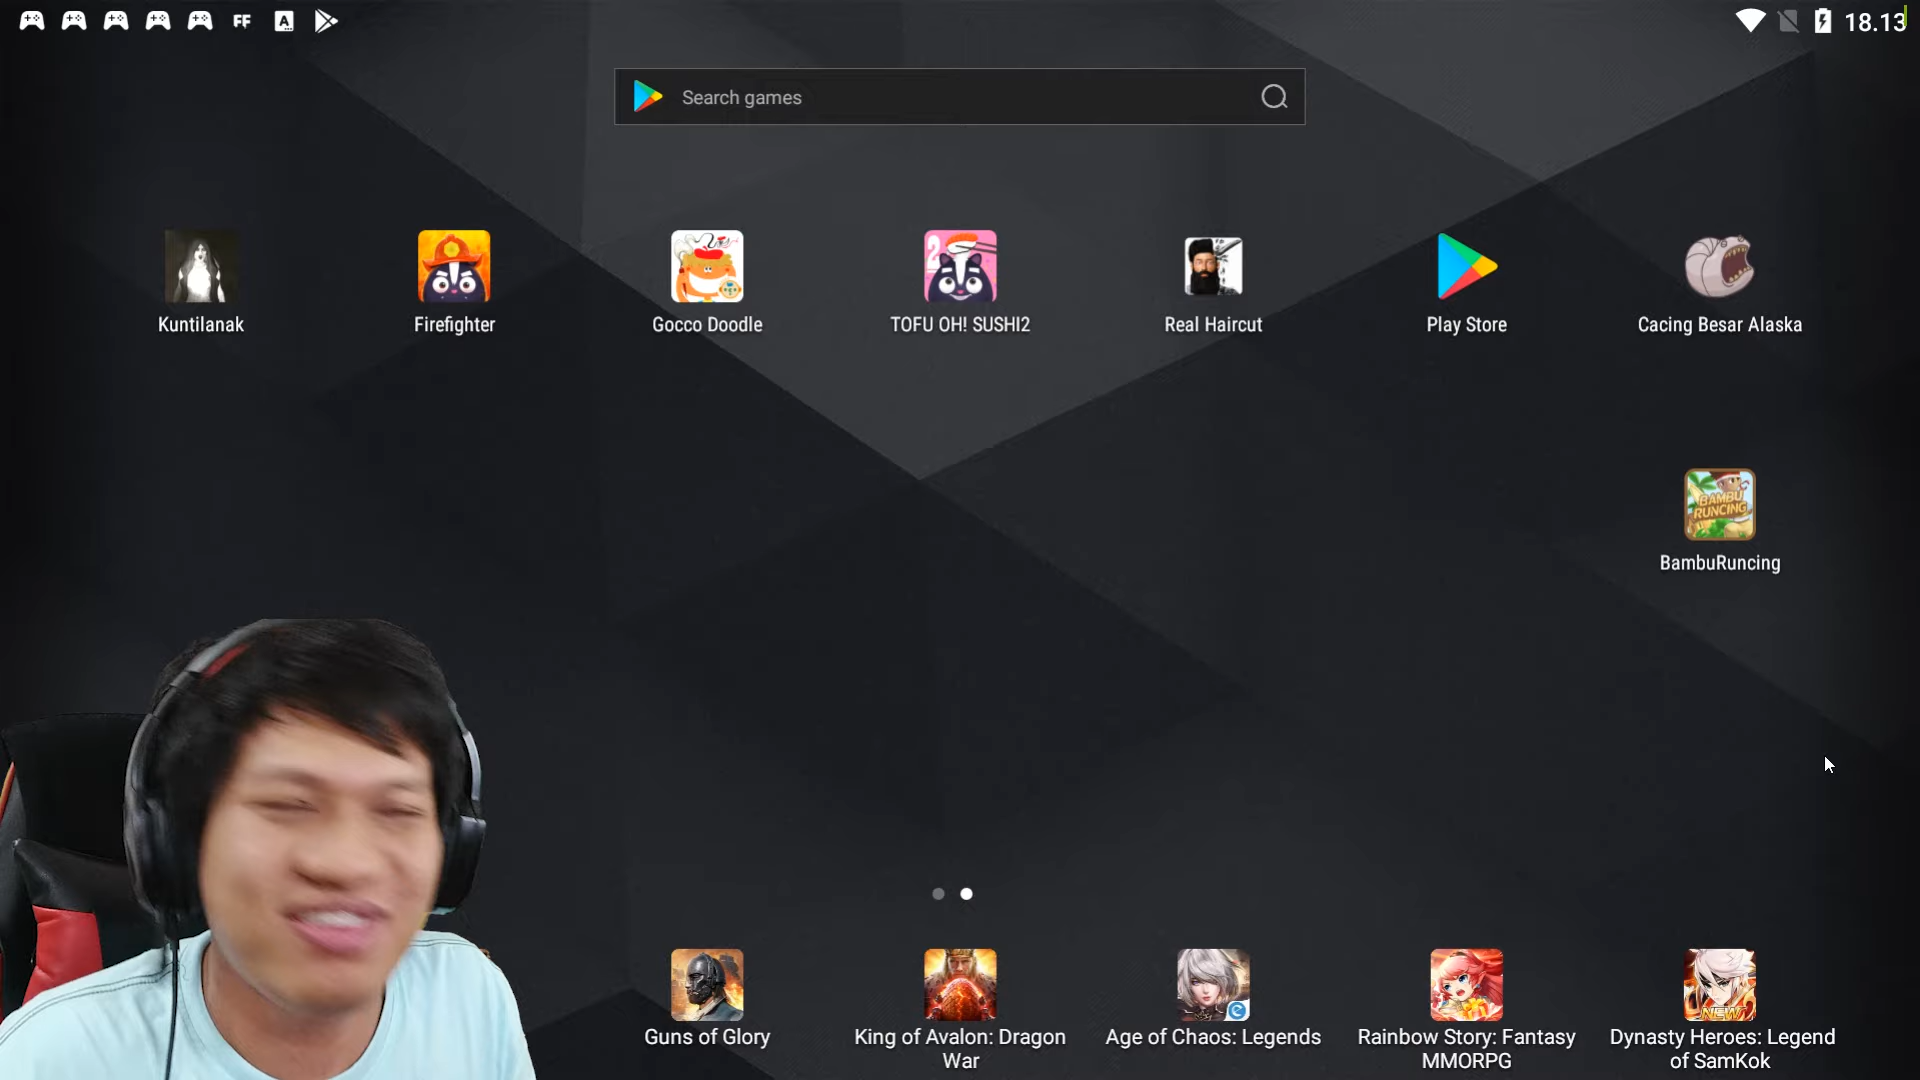 FF
A
18.13
Search games
2
Kuntilanak
Firefighter
Gocco Doodle
TOFU OH! SUSHI2
Real Haircut
Play Store
Cacing Besar Alaska
BAMBU
RUNCING
BambuRuncing
NEW
Guns of Glory
King of Avalon: Dragon
War
Age of Chaos: Legends
Rainbow Story: Fantasy
MMORPG
Dynasty Heroes: Legend
of SamKok